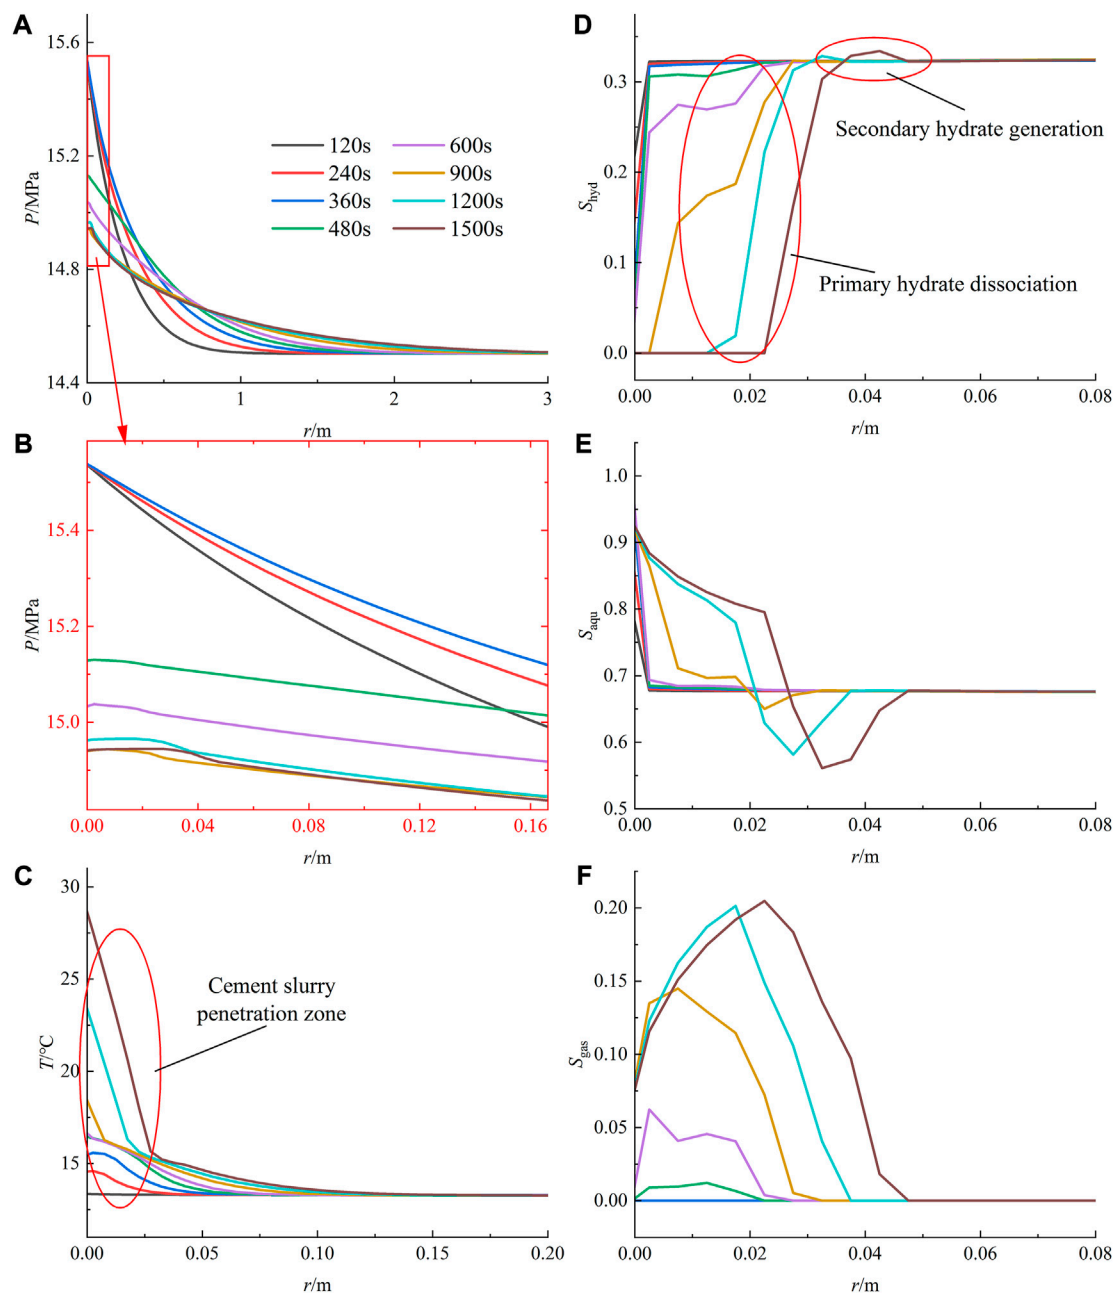 A
15.6
15.2
14.8
14.4
P/MPa
0
1
2
3
r/m
120s
600s
240s
900s
360s
1200s
480s
1500s
B
15.4
15.2
15.0
P/MPa
0.00
0.04
0.08
0.12
0.16
r/m
C
30
25
20
15
T/°C
0.00
0.05
0.10
0.15
0.20
r/m
Cement slurry
penetration zone
D
0.3
0.2
0.1
0.0
Shyd
0.00
0.02
0.04
0.06
0.08
r/m
Secondary hydrate generation
Primary hydrate dissociation
E
1.0
0.9
0.8
0.7
0.6
0.5
Saqu
0.00
0.02
0.04
0.06
0.08
r/m
F
0.20
0.15
0.10
0.05
0.00
Sgas
0.00
0.02
0.04
0.06
0.08
r/m